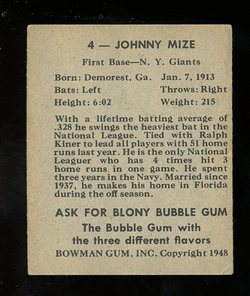 4 — JOHNNY MIZE
First Base—N. Y. Giants
Born: Demorest, Ga. Jan. 7, 1913
Bats: Left Throws: Right
Height: 6:02 Weight: 215
With a lifetime batting average of
.328 he swings the heaviest bat in the
National League. Tied with Ralph
Kiner to lead all players with 51 home
runs last year. He is the only National
Leaguer who has 4 times hit 3
home runs in one game. He spent
three years in the Navy. Married since
1937, he makes his home in Florida
during the off season.
ASK FOR BLONY BUBBLE GUM
The Bubble Gum with
the three different flavors
BOWMAN GUM, INC. Copyright 1948